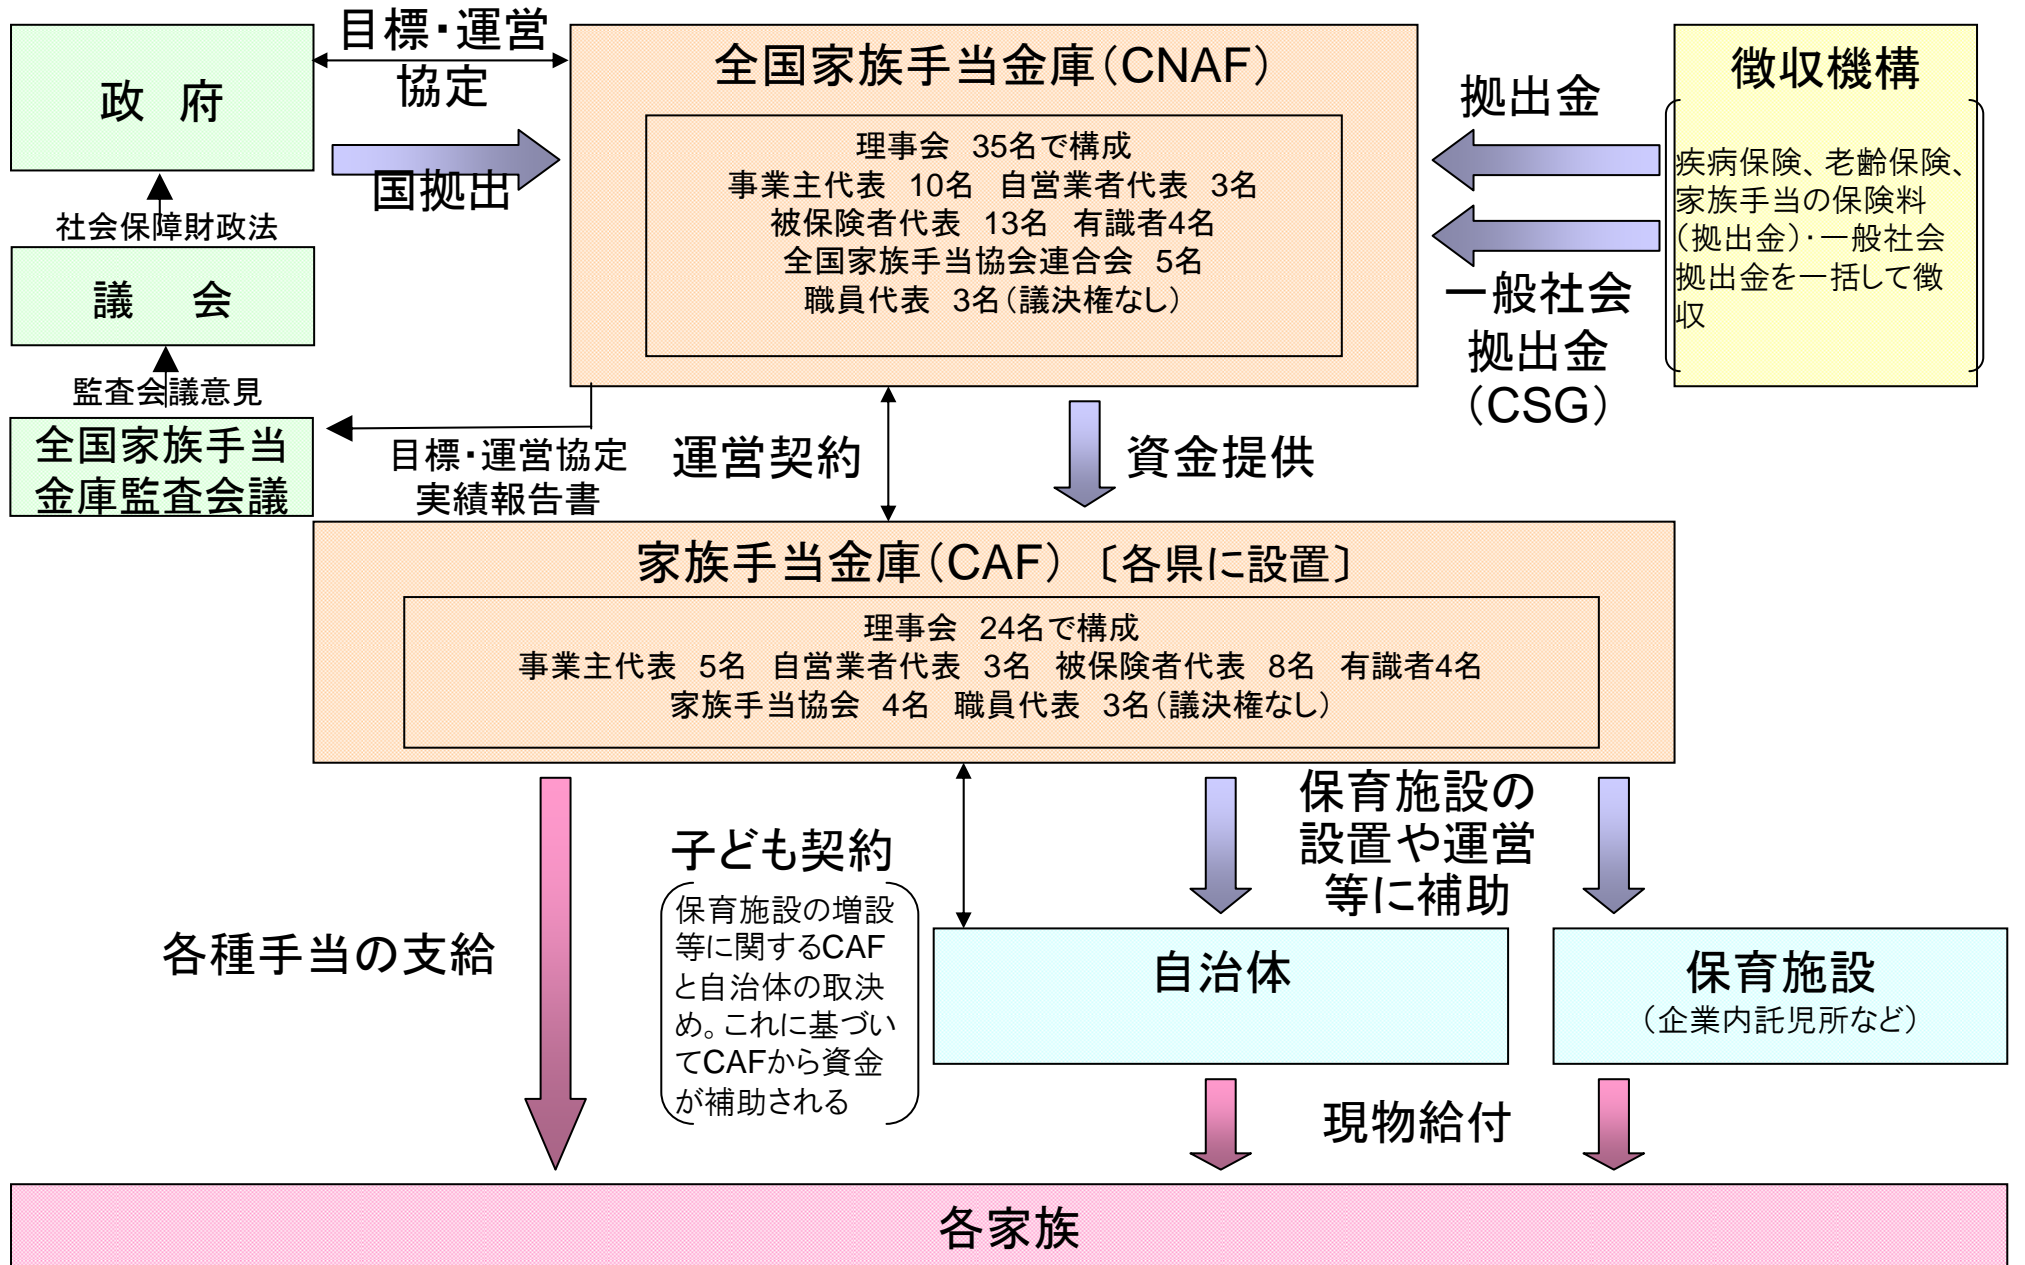 目標・運営
協定
政　府
国拠出
社会保障財政法
議　会
監査会議意見
全国家族手当
金庫監査会議
全国家族手当金庫（CNAF）
理事会　35名で構成
事業主代表　10名　自営業者代表　3名
被保険者代表　13名　有識者4名
全国家族手当協会連合会　5名
職員代表　3名（議決権なし）
拠出金
一般社会
拠出金
（CSG）
徴収機構
疾病保険、老齢保険、
家族手当の保険料
（拠出金）・一般社会
拠出金を一括して徴
収
目標・運営協定
実績報告書
運営契約
資金提供
家族手当金庫（CAF）〔各県に設置〕
理事会　24名で構成
事業主代表　5名　自営業者代表　3名　被保険者代表　8名　有識者4名
家族手当協会　4名　職員代表　3名（議決権なし）
各種手当の支給
子ども契約
保育施設の増設
等に関するCAF
と自治体の取決
め。これに基づい
てCAFから資金
が補助される
保育施設の
設置や運営
等に補助
自治体
保育施設
（企業内託児所など）
現物給付
各家族